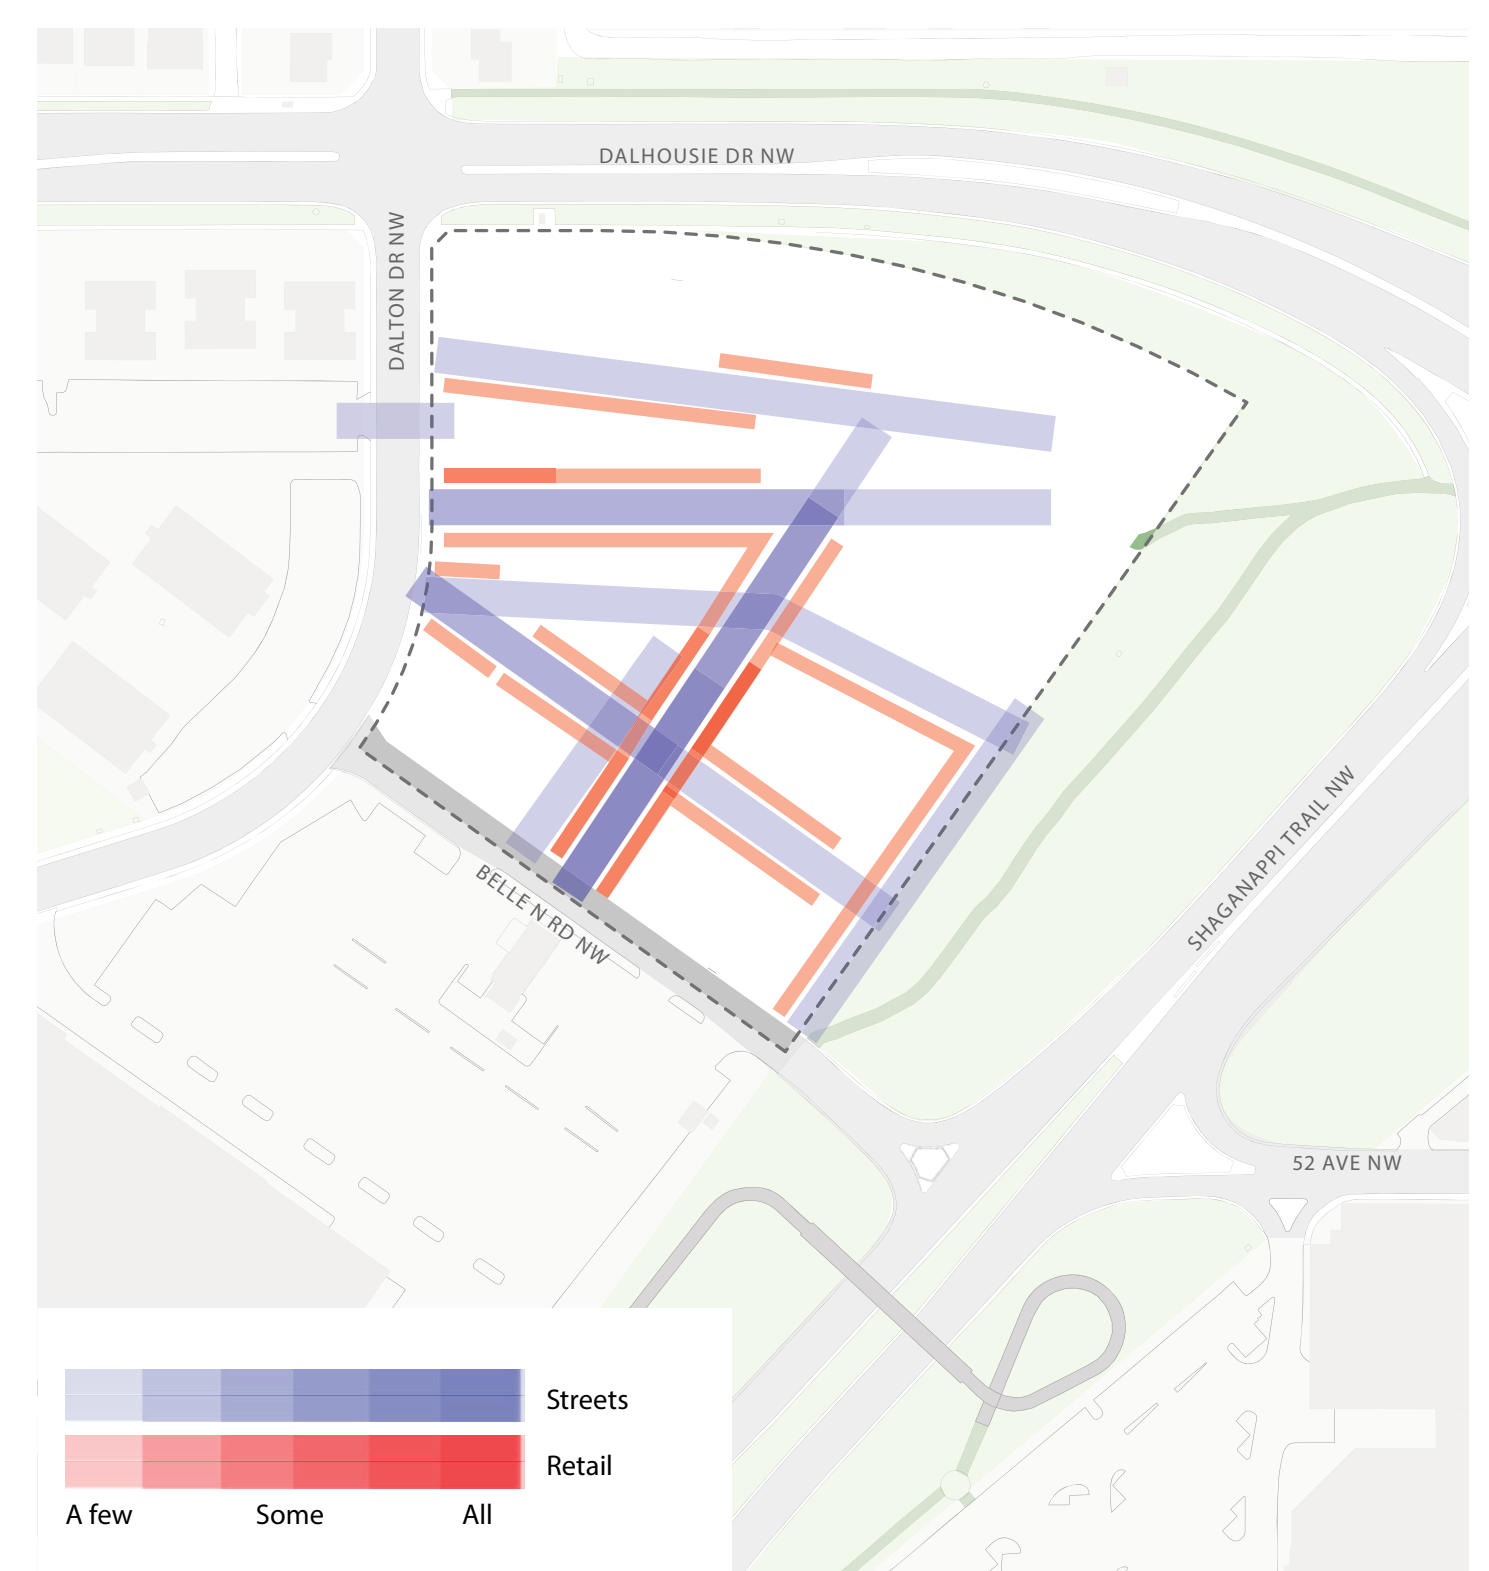 DALHOUSIE DR NW
DALTON DR NW
SHAGANAPPI TRAIL NW
BELLE N RD NW
52 AVE NW
Streets
Retail
A few Some All